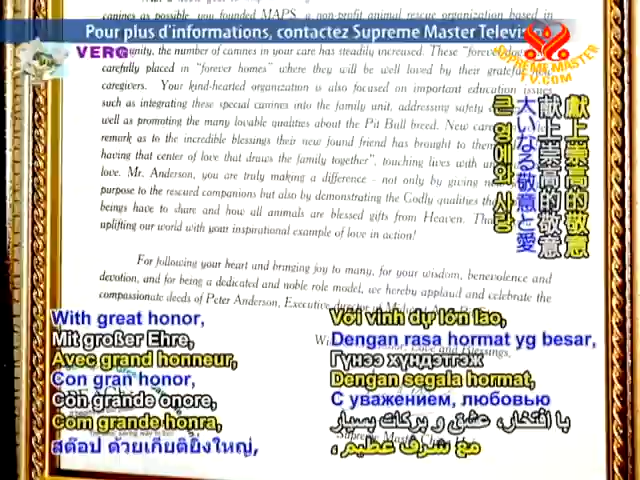 canines as possible, you founded MAPS, a non-profit animal rescue organization based in
Pour plus d'informations, contactez Supreme Master Televisi
SUPREME MASTER
TV.COM
VERG
the number of canines in your care has steadily increased. These "forever
carefully placed in "forever homes" where they will be well loved by their grateful
caregivers. Your kind-hearted organization is also focused on important education issues
such as integrating these special canines into the family unit, addressing safety
well as promoting the many lovable qualities about the Pit Bull breed. New
remark as to the incredible blessings their new found friend has brought to
having that center of love that draws the family together", touching lives with
love. Mr. Anderson, you are truly making a difference - not only by giving
purpose to the rescued companions but also by demonstrating the Godly qualities
beings have to share and how all animals are blessed gifts from Heaven.
uplifting our world with your inspirational example of love in action!
獻上崇高的敬意
献上崇高的敬意
大いなる敬意と愛
큰 영예와 사랑
For following your heart and bringing joy to many, for your wisdom, benevolence and
devotion, and for being a dedicated and noble role model, we hereby applaud and celebrate the
compassionate deeds of Peter Anderson, Executive director of
With great honor,
Mit großer Ehre,
Avec grand honneur,
Con gran honor,
Con grande onore,
Com grande honra,
สต๊อป ด้วยเกียรติยิ่งใหญ่,
Với vinh dự lớn lao,
Dengan rasa hormat yg besar,
Гүнээ хүндэтгэж
Dengan segala hormat,
С уважением, любовью
با افتخار، عشق و برکات بسیار
مع شرف عظيم،